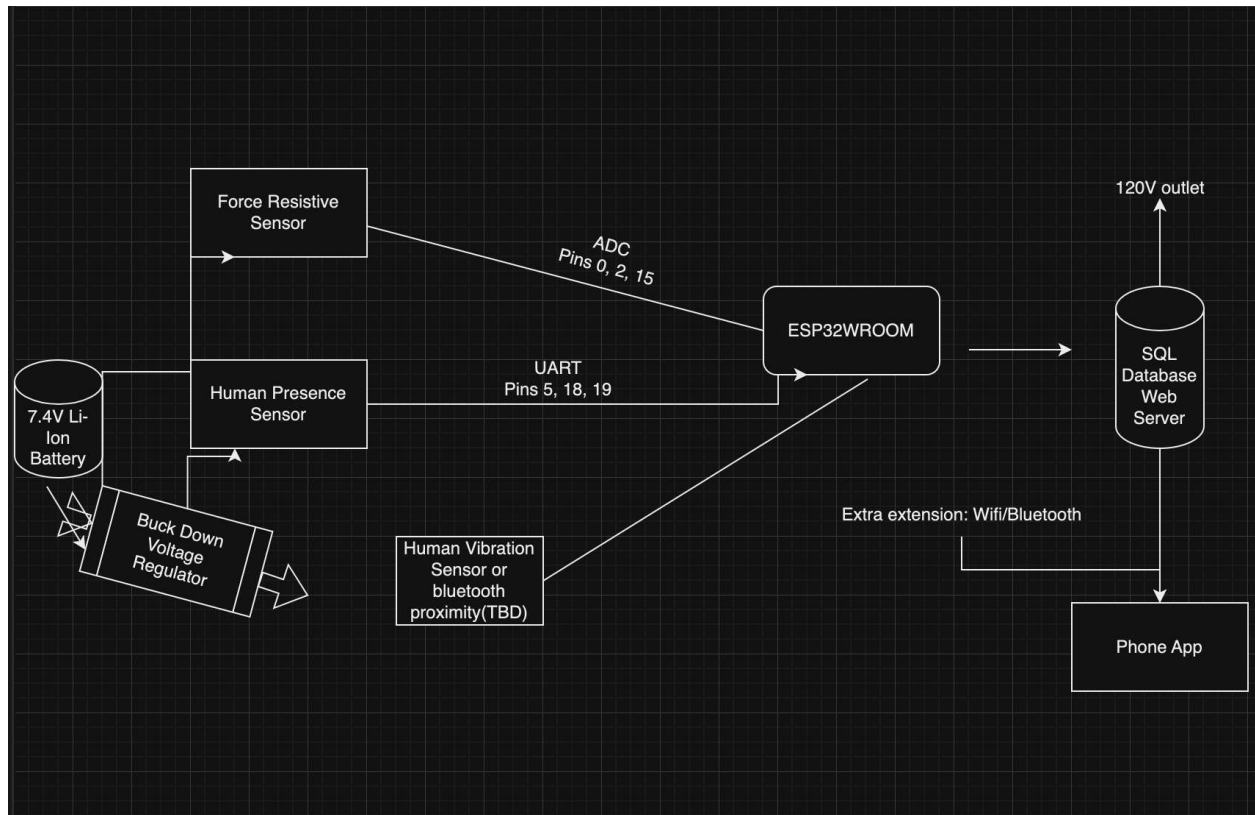 Force Resistive
Sensor
ADC
Pins 0, 2, 15
120V outlet
ESP32WROOM
SQL
Database
Web
Server
UART
Pins 5, 18, 19
Human Presence
Sensor
7.4V Li-
Ion
Battery
Buck Down
Voltage
Regulator
Human Vibration
Sensor or
bluetooth
proximity(TBD)
Extra extension: Wifi/Bluetooth
Phone App